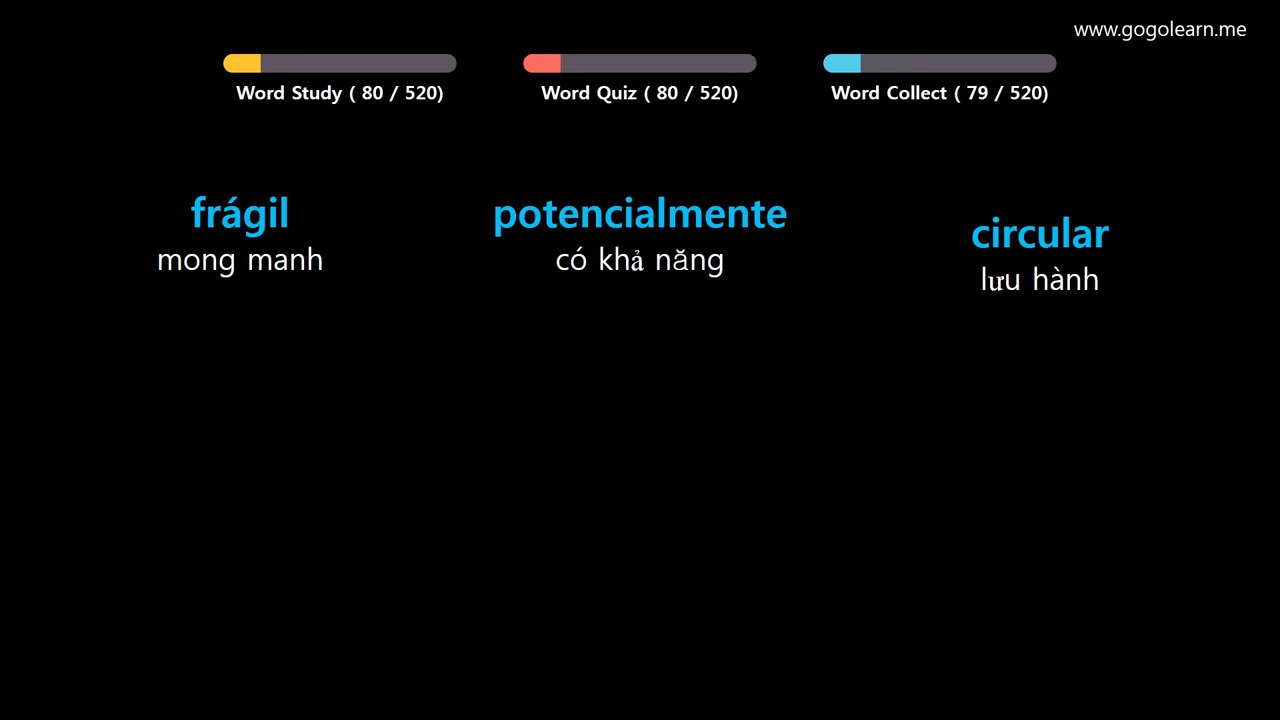 www.gogolearn.me
Word Study ( 80 / 520)
Word Quiz ( 80 / 520)
Word Collect ( 79 / 520)
frágil
mong manh
potencialmente
có khả năng
circular
lưu hành